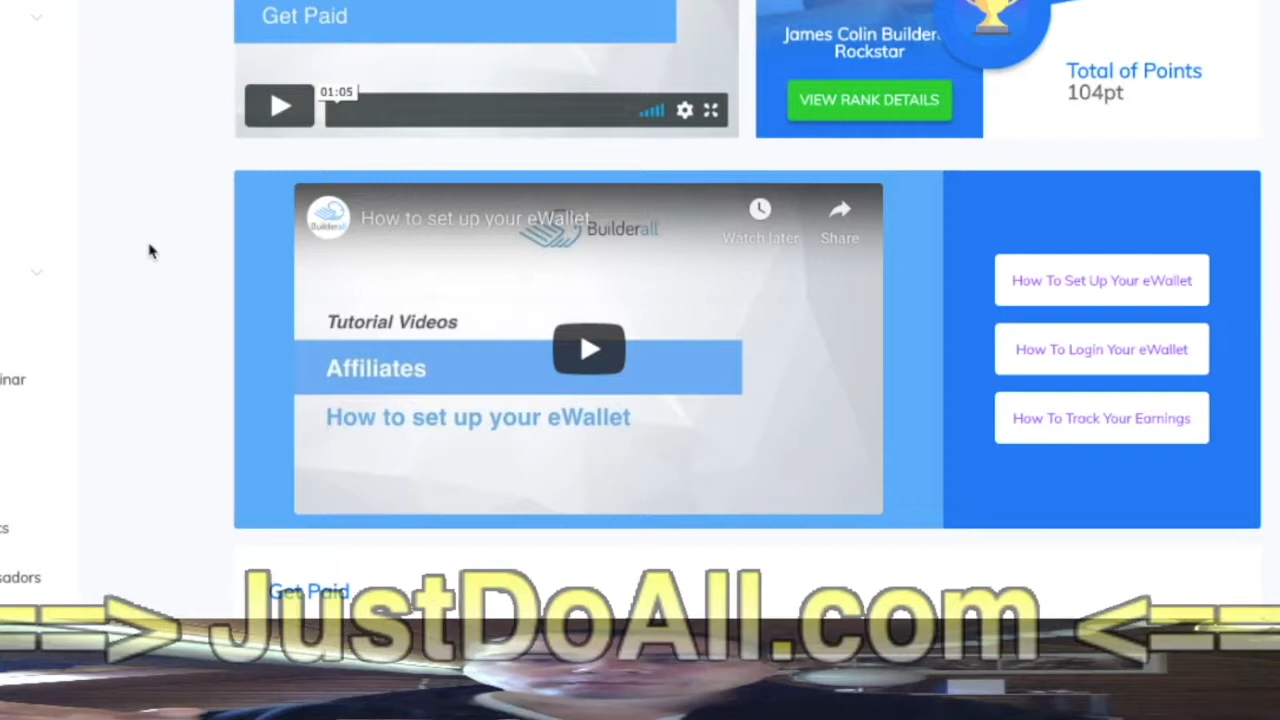 Get Paid
01:05
James Colin Builder
Rockstar
VIEW RANK DETAILS
Total of Points
104pt
How to set up your eWallet
Builderall
Builderall
Watch later
Share
Tutorial Videos
Affiliates
How to set up your eWallet
How To Set Up Your eWallet
How To Login Your eWallet
How To Track Your Earnings
inar
ts
sadors
Get Paid
==> JustDoAll.com <==